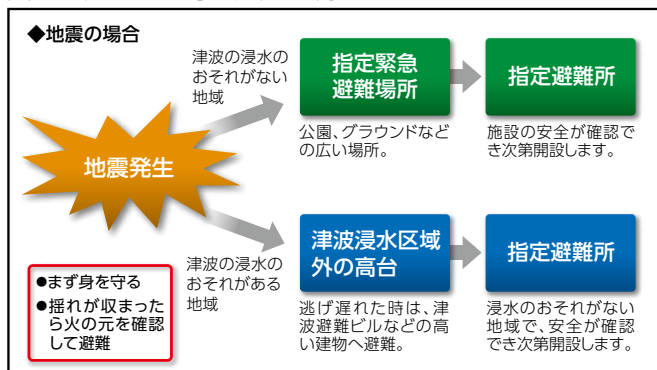 ◆地震の場合
津波の浸水の
おそれがない
地域
指定緊急
避難場所
指定避難所
公園、グラウンドなど
の広い場所。
施設の安全が確認で
き次第開設します。
地震発生
津波の浸水の
おそれがある
地域
津波浸水区域
外の高台
指定避難所
逃げ遅れた時は、津
波避難ビルなどの高
い建物へ避難。
浸水のおそれがない
地域で、安全が確認
でき次第開設します。
●まず身を守る
●揺れが収まった
ら火の元を確認
して避難